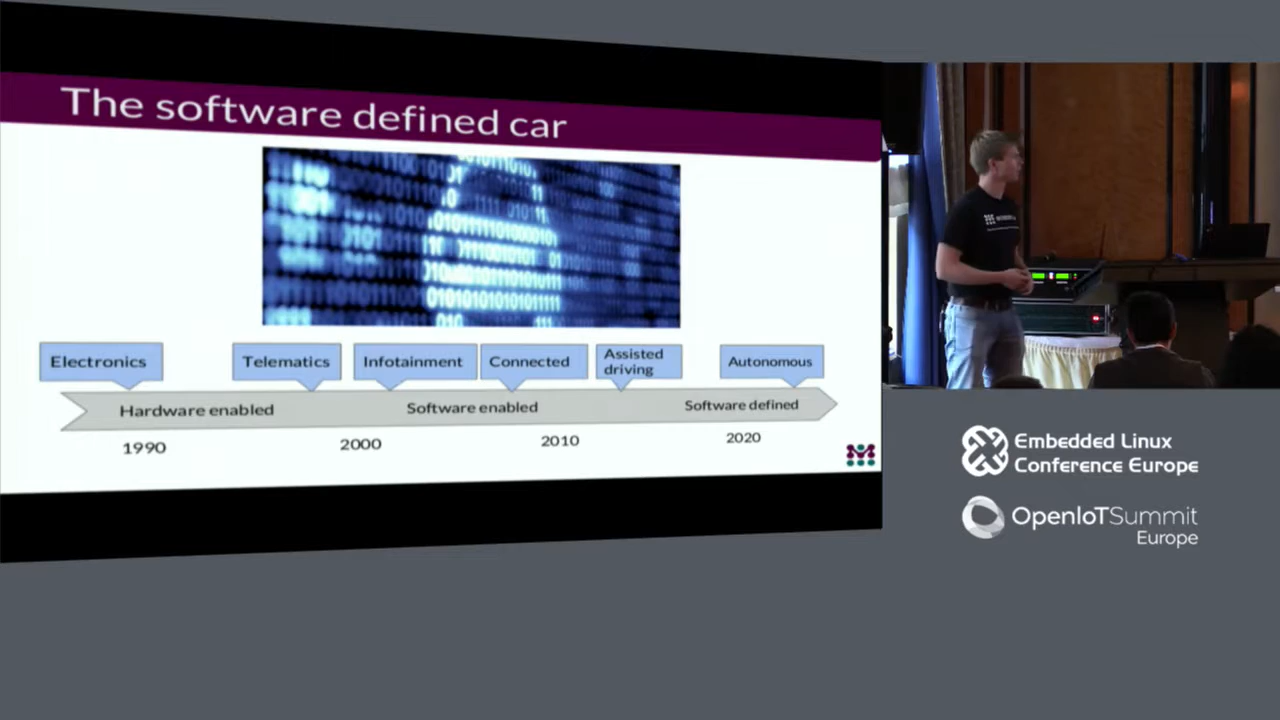 The software defined car
Electronics
Telematics
Infotainment
Connected
Assisted
driving
Autonomous
Hardware enabled
Software enabled
Software defined
1990
2000
2010
2020
Embedded Linux
Conference Europe
OpenIoTSummit
Europe